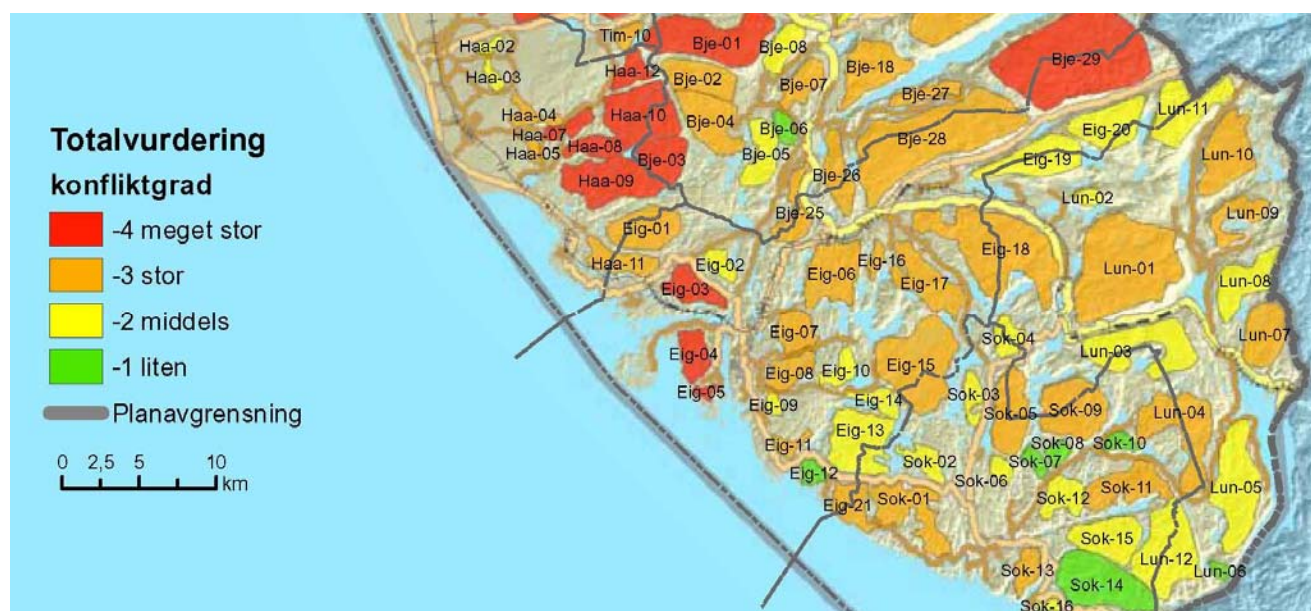 Totalvurdering
konfliktgrad
-4 meget stor
-3 stor
-2 middels
-1 liten
Planavgrensning
0 2,5 5 10
km
Haa-02
Tim-10
Bje-01
Bje-08
Bje-29
Haa-03
Haa-12
Bje-02
Bje-07
Bje-18
Bje-27
Lun-11
Haa-04
Haa-10
Bje-04
Bje-06
Bje-28
Eig-20
Haa-07
Haa-05
Haa-08
Bje-03
Bje-05
Eig-19
Lun-10
Haa-09
Bje-26
Lun-02
Bje-25
Lun-09
Eig-01
Eig-18
Haa-11
Eig-02
Eig-16
Eig-06
Lun-01
Eig-03
Eig-17
Lun-08
Eig-07
Lun-07
Sok-04
Eig-04
Lun-03
Eig-08
Eig-10
Eig-15
Eig-05
Sok-03
Eig-09
Eig-14
Sok-05
Sok-09
Lun-04
Eig-13
Eig-11
Sok-08
Sok-10
Eig-12
Sok-02
Sok-07
Sok-06
Sok-11
Lun-05
Eig-21
Sok-01
Sok-12
Sok-15
Lun-12
Sok-13
Sok-14
Lun-06
Sok-16